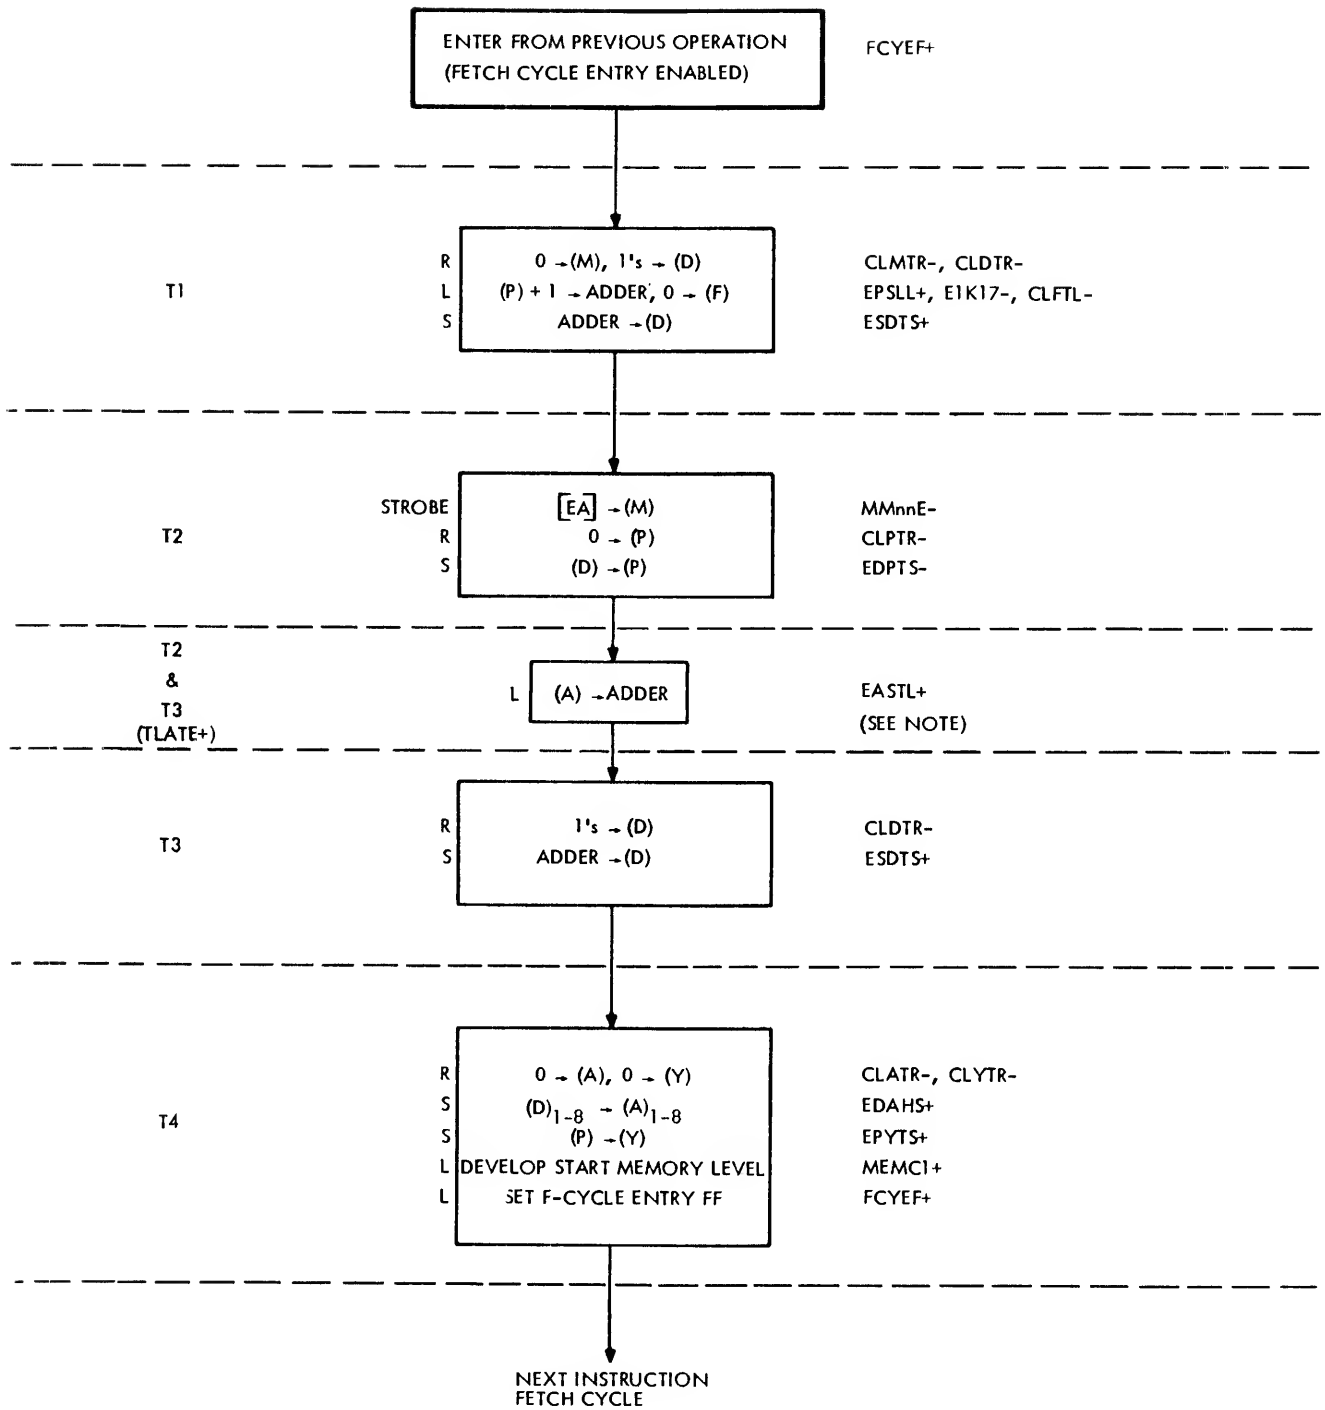 ENTER FROM PREVIOUS OPERATION
(FETCH CYCLE ENTRY ENABLED)
FCYEF+
T1
R 0 → (M), 1's → (D) CLMTR-, CLDTR-
L (P) + 1 → ADDER, 0 → (F) EPSLL+, E1K17-, CLFTL-
S ADDER → (D) ESDTS+
T2
STROBE [EA] → (M) MMnnE-
R 0 → (P) CLPTR-
S (D) → (P) EDPTS-
T2
&
T3
(TLATE+)
L (A) → ADDER EASTL+
(SEE NOTE)
T3
R 1's → (D) CLDTR-
S ADDER → (D) ESDTS+
T4
R 0 → (A), 0 → (Y) CLATR-, CLYTR-
S (D)1-8 → (A)1-8 EDAHS+
S (P) → (Y) EPYTS+
L DEVELOP START MEMORY LEVEL MEMC1+
L SET F-CYCLE ENTRY FF FCYEF+
NEXT INSTRUCTION
FETCH CYCLE